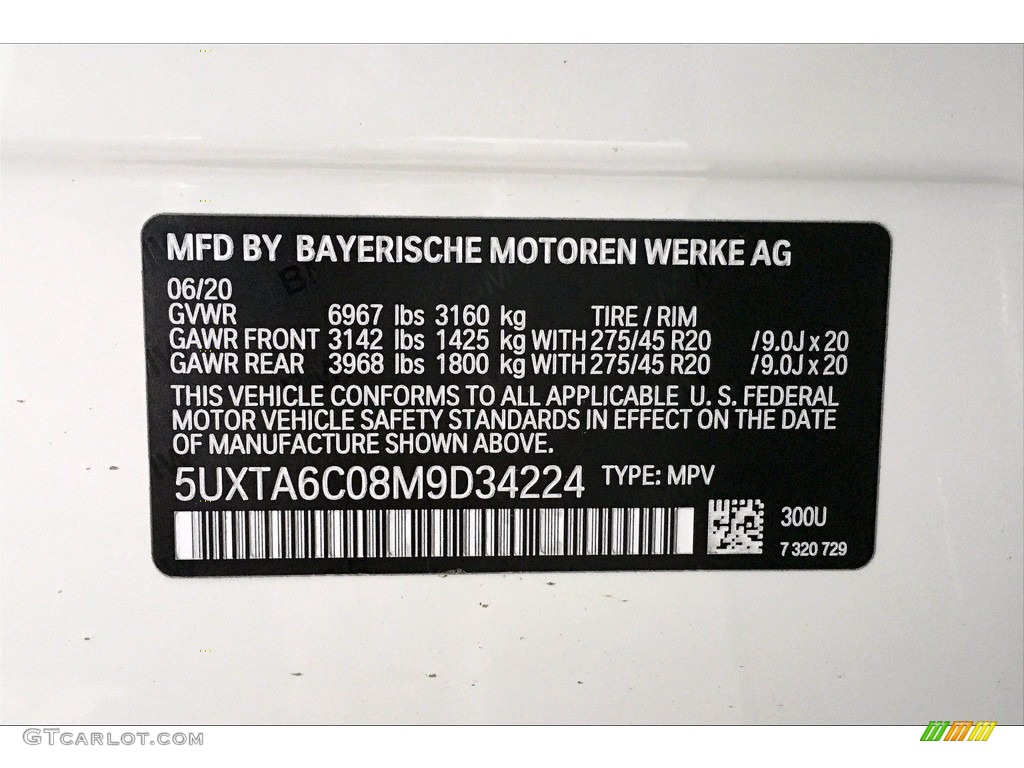 MFD BY BAYERISCHE MOTOREN WERKE AG
06/20
GVWR 6967 lbs 3160 kg TIRE / RIM
GAWR FRONT 3142 lbs 1425 kg WITH 275/45 R20 /9.0J x 20
GAWR REAR 3968 lbs 1800 kg WITH 275/45 R20 /9.0J x 20
THIS VEHICLE CONFORMS TO ALL APPLICABLE U. S. FEDERAL
MOTOR VEHICLE SAFETY STANDARDS IN EFFECT ON THE DATE
OF MANUFACTURE SHOWN ABOVE.
5UXTA6C08M9D34224 TYPE: MPV
300U
7 320 729
GTCARLOT.COM